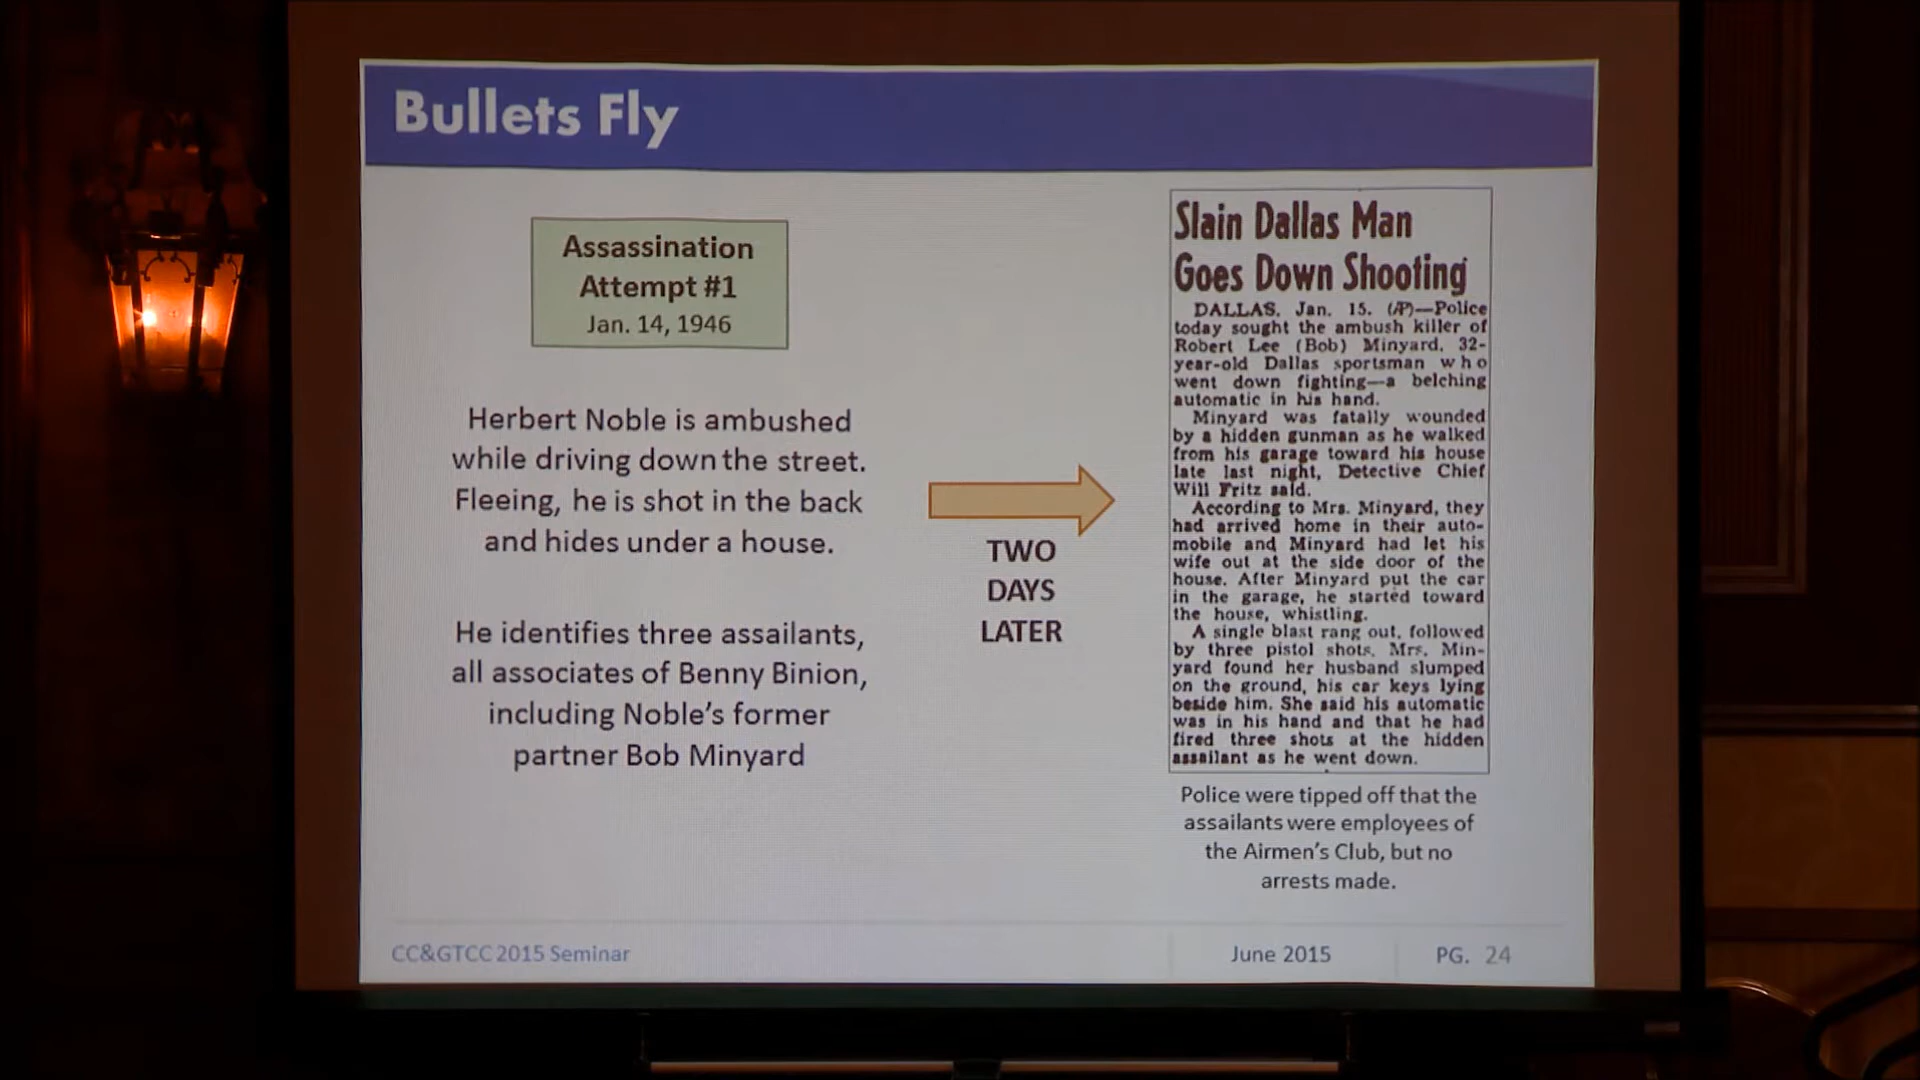 Bullets Fly
Assassination
Attempt #1
Jan. 14, 1946
Herbert Noble is ambushed
while driving down the street.
Fleeing, he is shot in the back
and hides under a house.
He identifies three assailants,
all associates of Benny Binion,
including Noble's former
partner Bob Minyard
TWO
DAYS
LATER
Slain Dallas Man
Goes Down Shooting
DALLAS, Jan. 15. (AP)—Police
today sought the ambush killer of
Robert Lee (Bob) Minyard, 32-
year-old Dallas sportsman who
went down fighting—a belching
automatic in his hand.
Minyard was fatally wounded
by a hidden gunman as he walked
from his garage toward his house
late last night, Detective Chief
Will Fritz said.
According to Mrs. Minyard, they
had arrived home in their auto-
mobile and Minyard had let his
wife out at the side door of the
house. After Minyard put the car
in the garage, he started toward
the house, whistling.
A single blast rang out, followed
by three pistol shots. Mrs. Min-
yard found her husband slumped
on the ground, his car keys lying
beside him. She said his automatic
was in his hand and that he had
fired three shots at the hidden
assailant as he went down.
Police were tipped off that the
assailants were employees of
the Airmen's Club, but no
arrests made.
CC&GTCC 2015 Seminar
June 2015
PG. 24